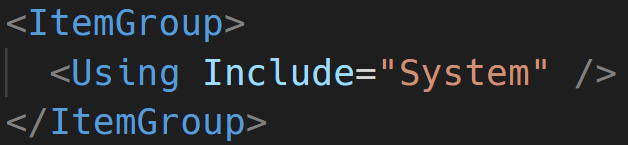 <ItemGroup>
<Using Include="System" />
</ItemGroup>